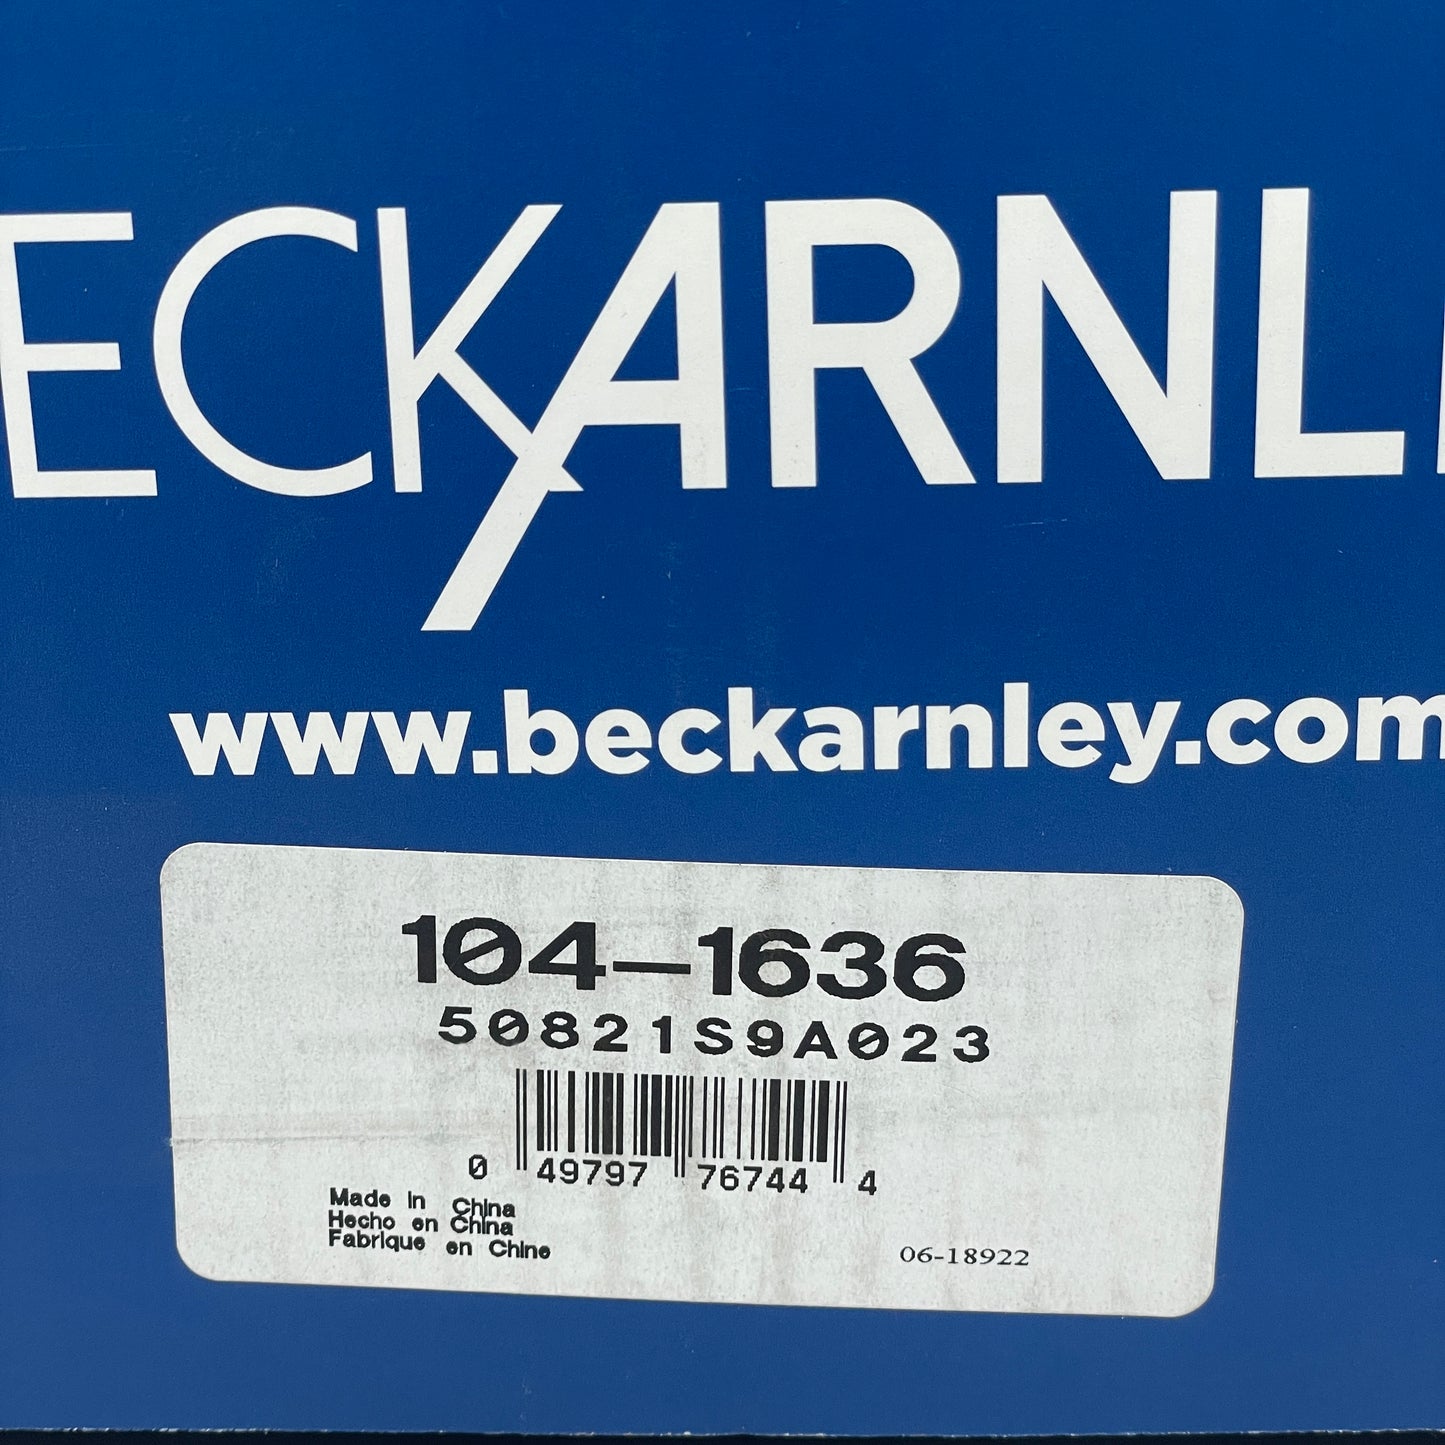 ECKARNL
www.beckarnley.com
104-1636
50821S9A023
0 49797 76744 4
Made in China
Hecho en China
Fabrique en Chine
06-18922